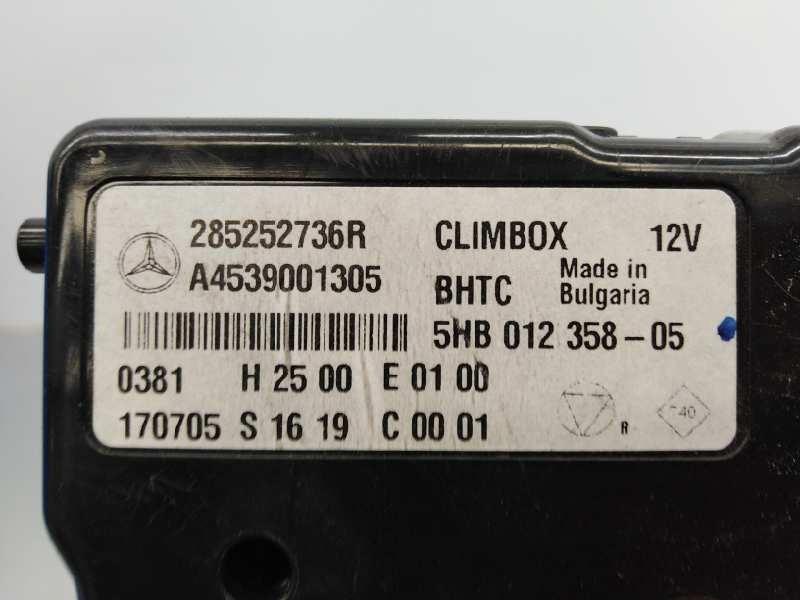 285252736R CLIMBOX 12V
A4539001305 BHTC Made in
Bulgaria
5HB 012 358-05
0381 H 25 00 E 01 00
170705 S 16 19 C 00 01
R